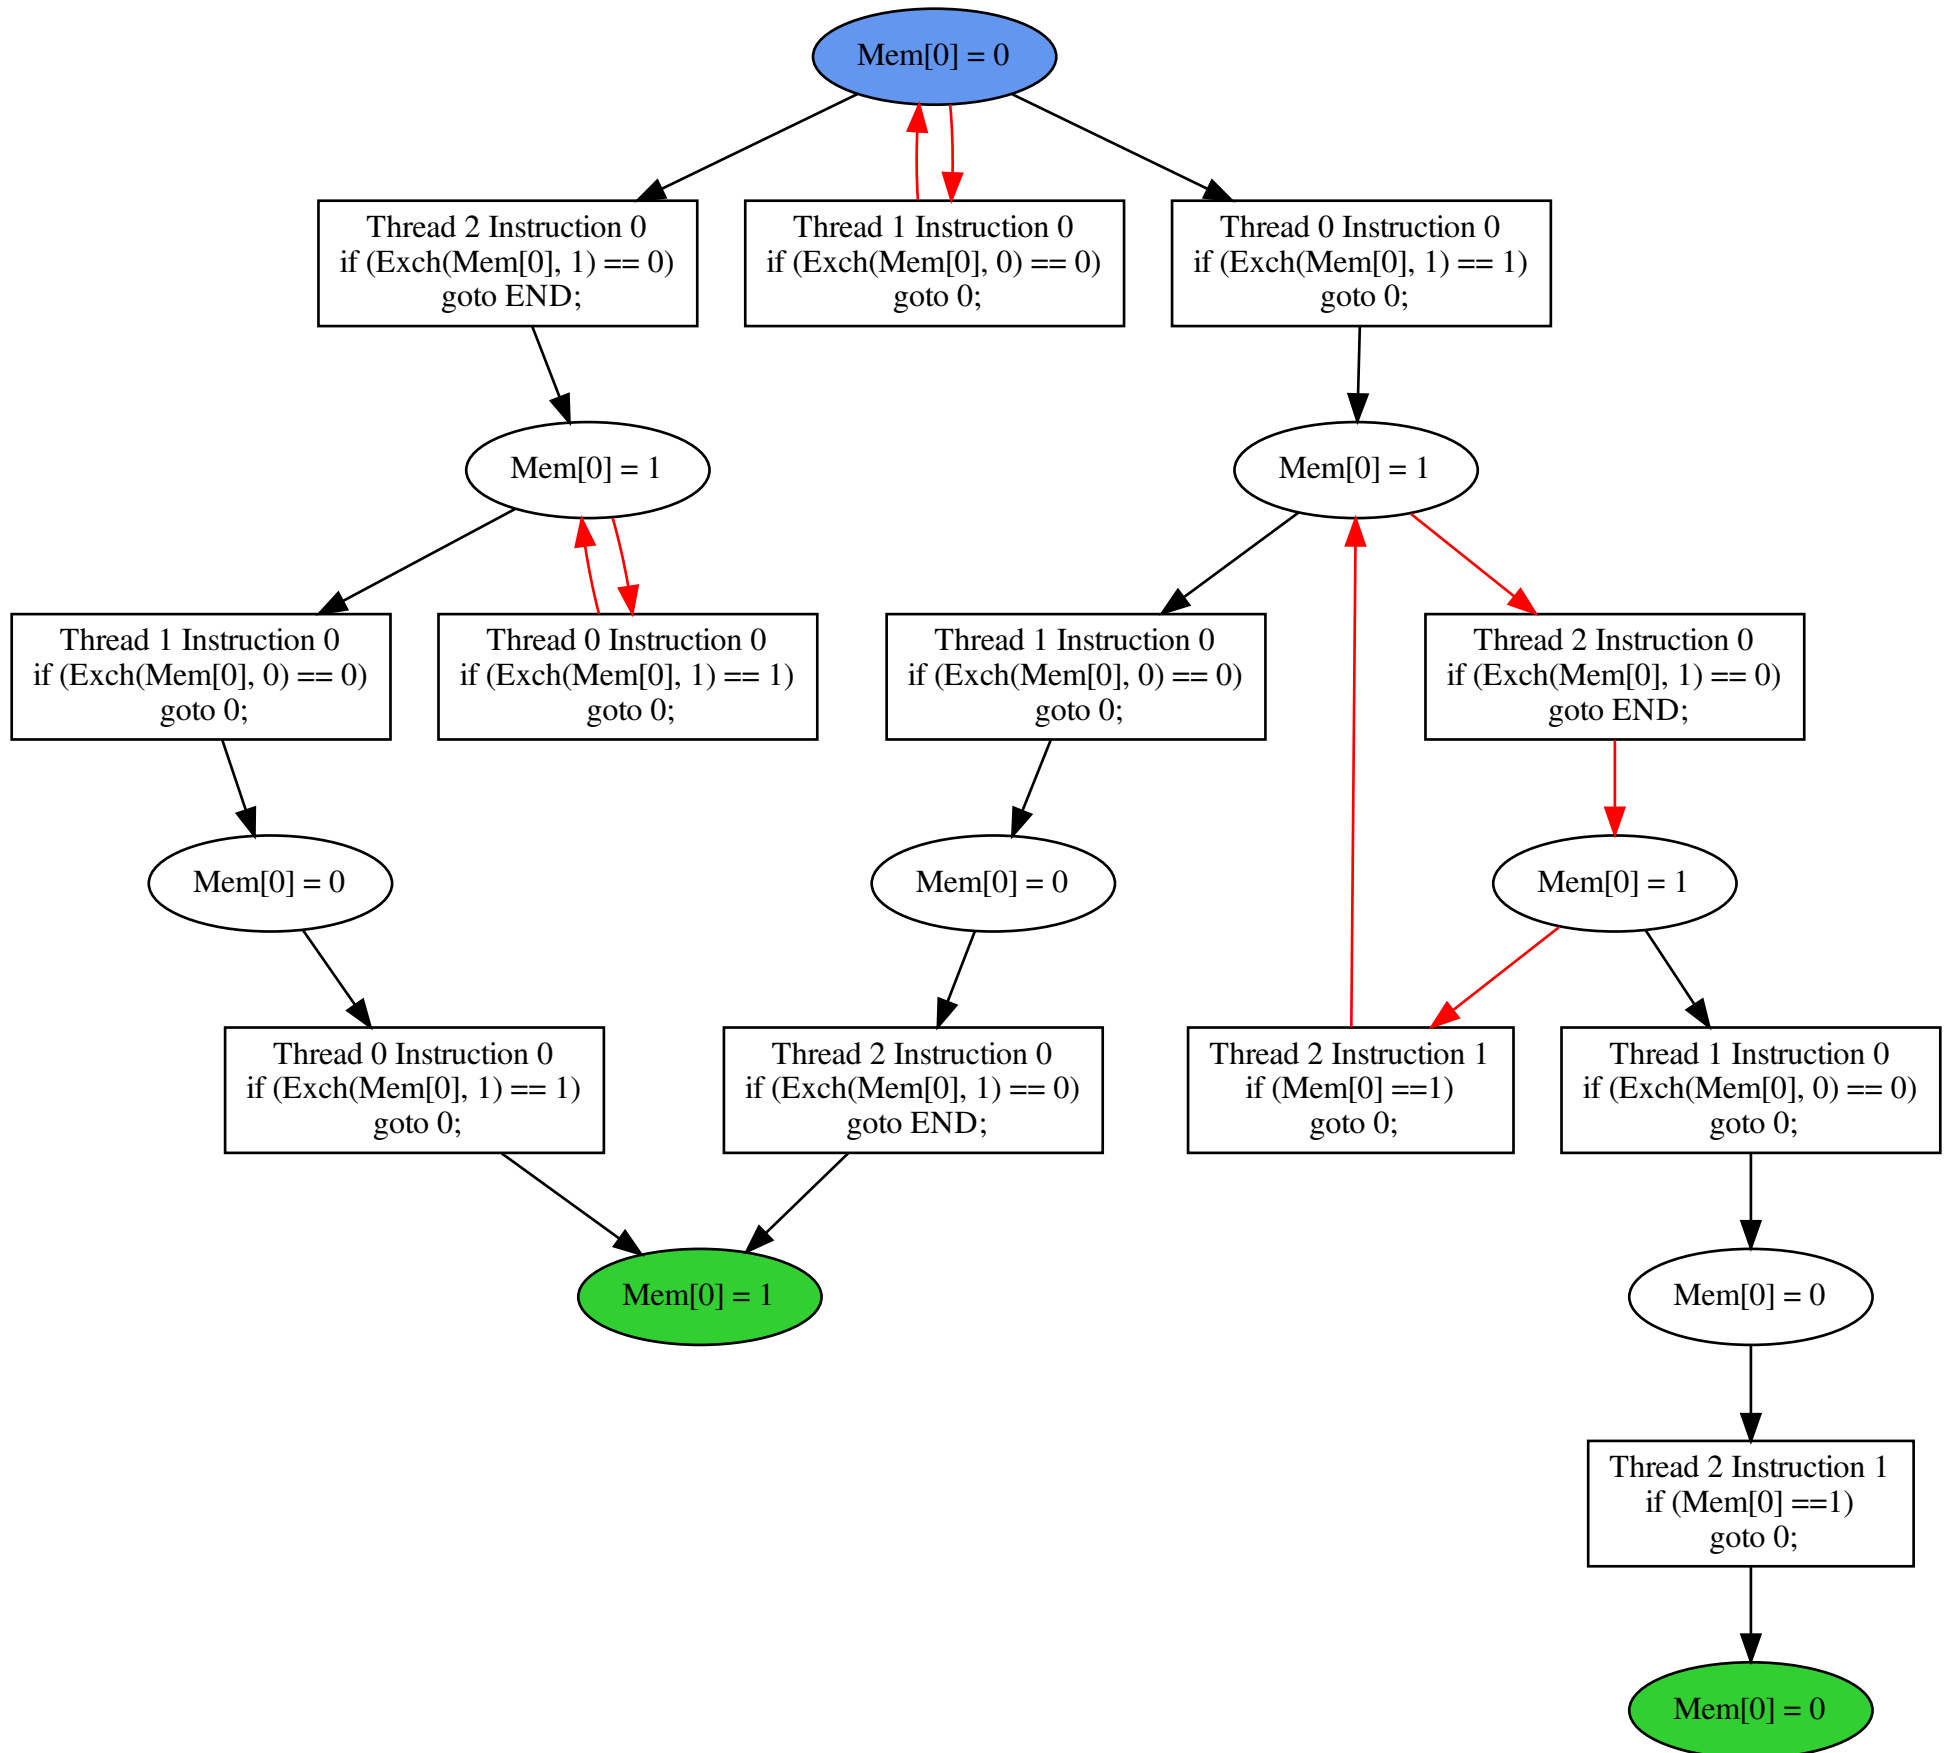 Mem[0] = 0
Thread 2 Instruction 0
if (Exch(Mem[0], 1) == 0)
goto END;
Thread 1 Instruction 0
if (Exch(Mem[0], 0) == 0)
goto 0;
Thread 0 Instruction 0
if (Exch(Mem[0], 1) == 1)
goto 0;
Mem[0] = 1
Mem[0] = 1
Thread 1 Instruction 0
if (Exch(Mem[0], 0) == 0)
goto 0;
Thread 0 Instruction 0
if (Exch(Mem[0], 1) == 1)
goto 0;
Thread 1 Instruction 0
if (Exch(Mem[0], 0) == 0)
goto 0;
Thread 2 Instruction 0
if (Exch(Mem[0], 1) == 0)
goto END;
Mem[0] = 0
Mem[0] = 0
Mem[0] = 1
Thread 0 Instruction 0
if (Exch(Mem[0], 1) == 1)
goto 0;
Thread 2 Instruction 0
if (Exch(Mem[0], 1) == 0)
goto END;
Thread 2 Instruction 1
if (Mem[0] ==1)
goto 0;
Thread 1 Instruction 0
if (Exch(Mem[0], 0) == 0)
goto 0;
Mem[0] = 1
Mem[0] = 0
Thread 2 Instruction 1
if (Mem[0] ==1)
goto 0;
Mem[0] = 0